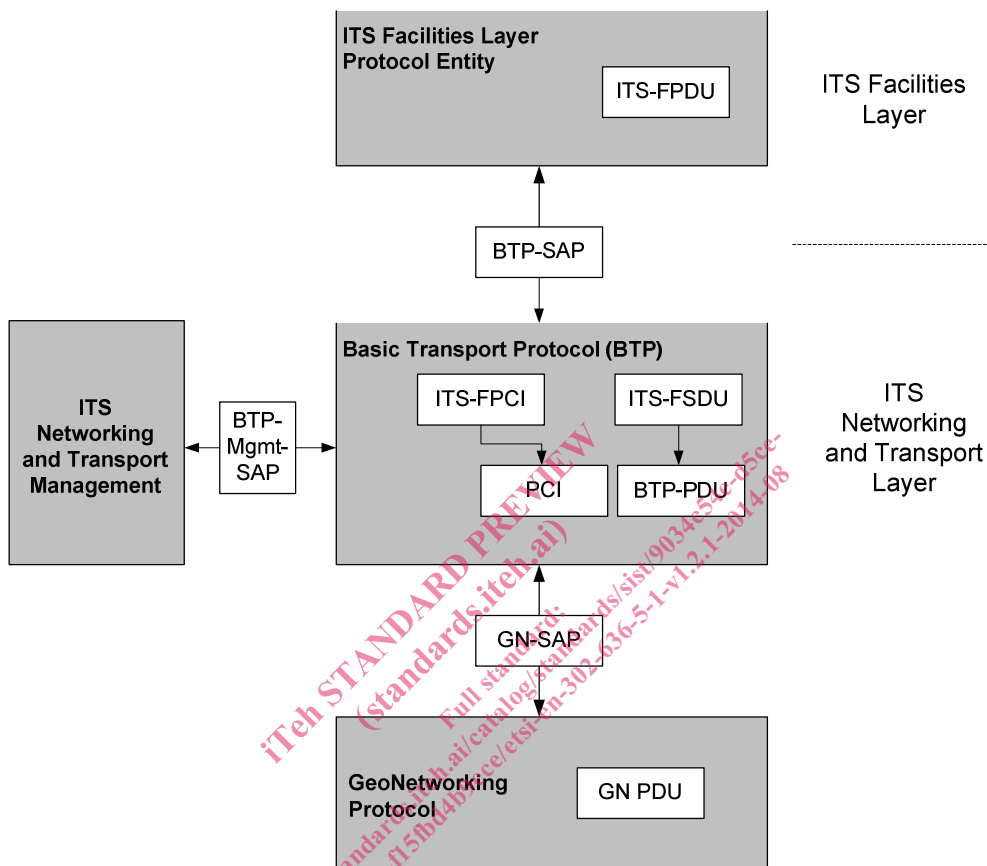 ITS Facilities Layer
Protocol Entity
ITS-FPDU
ITS Facilities
Layer
BTP-SAP
Basic Transport Protocol (BTP)
ITS-FPCI
ITS-FSDU
PCI
BTP-PDU
ITS
Networking
and Transport
Management
BTP-
Mgmt-
SAP
ITS
Networking
and Transport
Layer
GN-SAP
GeoNetworking
Protocol
GN PDU
iTeh STANDARD PREVIEW
(standards.iteh.ai)
Full standard: